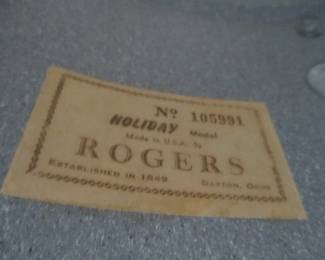 No 105991
HOLIDAY Model
Made in U.S.A. by
ROGERS
ESTABLISHED IN 1849 DAYTON, OHIO